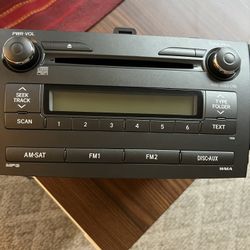 PWR·VOL
SEEK
TRACK
TYPE
FOLDER
SCAN
1 2 3 4 5 6
TEXT
AM·SAT
FM1
FM2
DISC·AUX
MP3
WMA